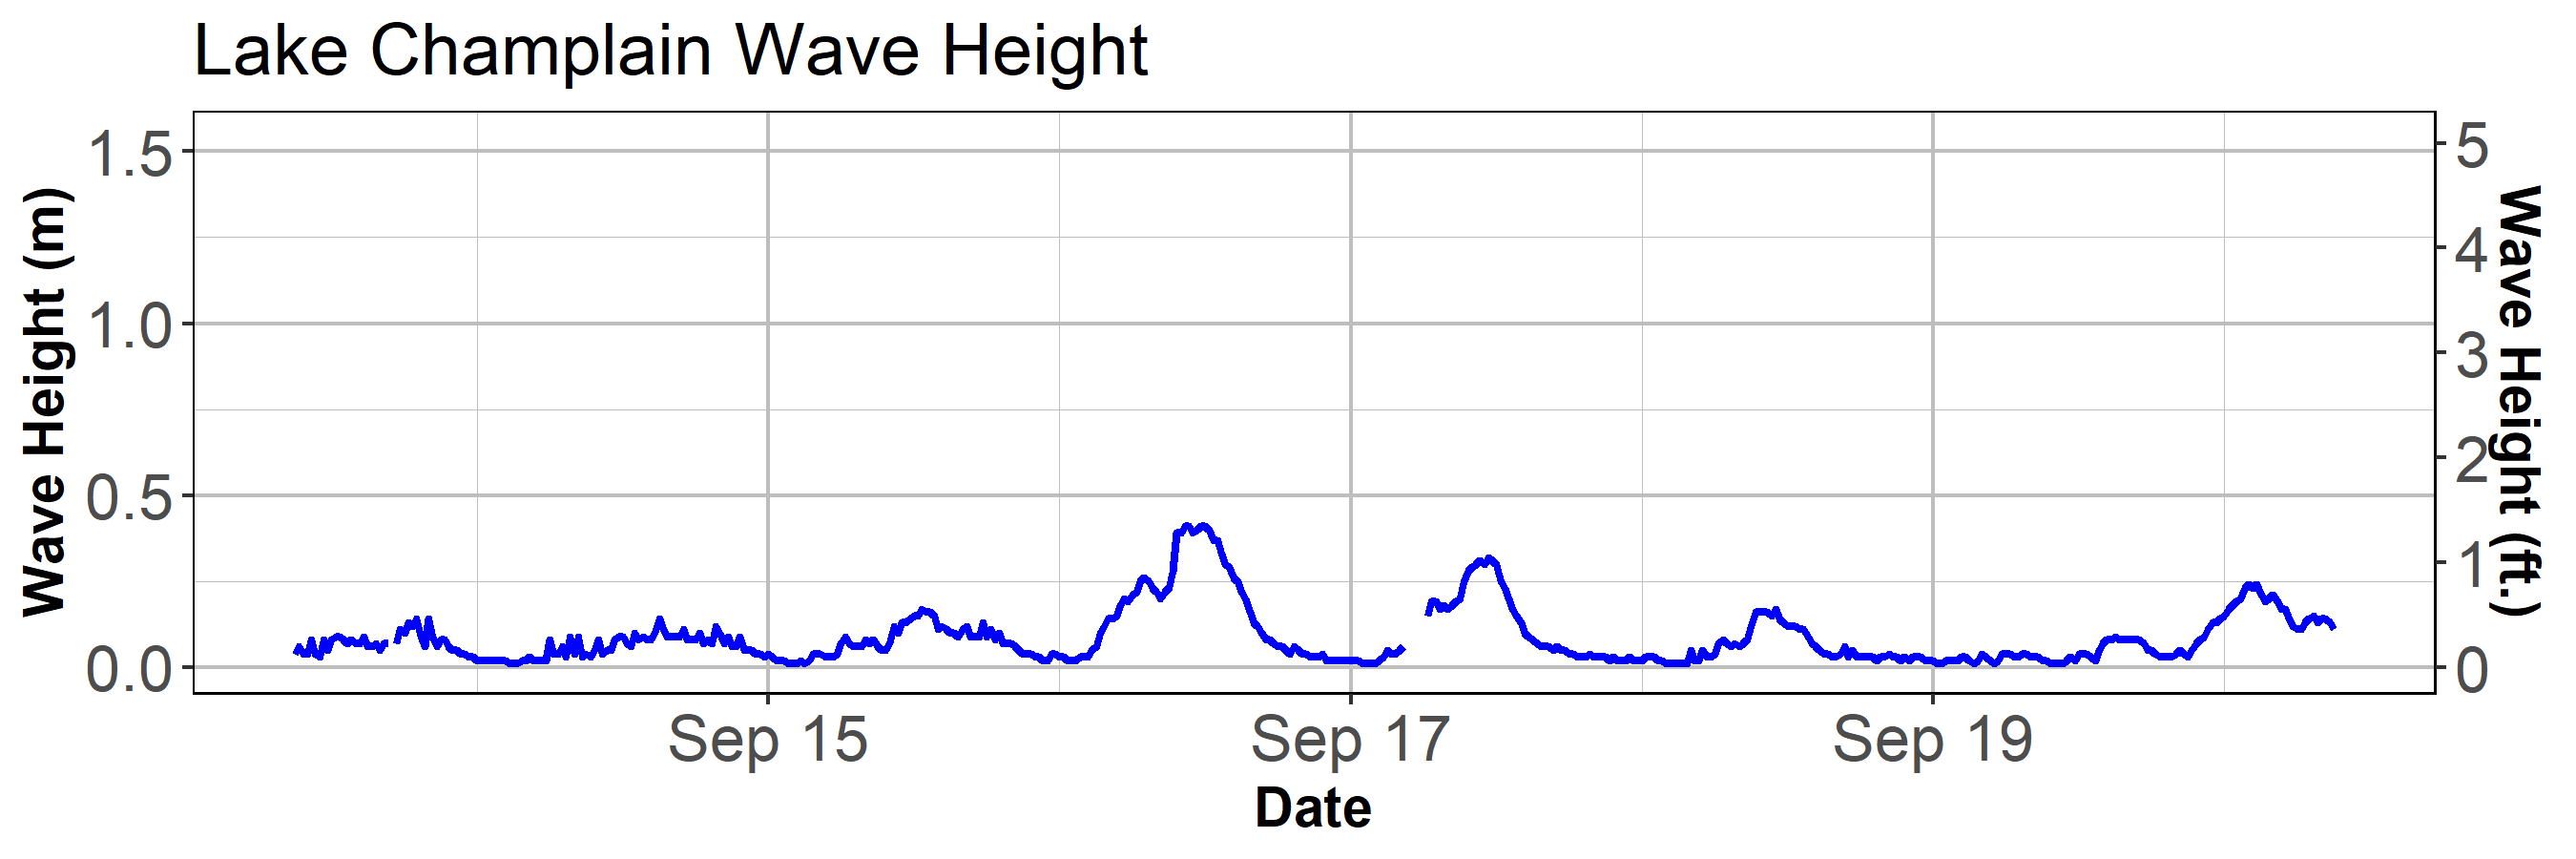 Lake Champlain Wave Height
Wave Height (m)
1.5
1.0
0.5
0.0
5
4
3
2
1
0
Wave Height (ft.)
Sep 15
Sep 17
Sep 19
Date